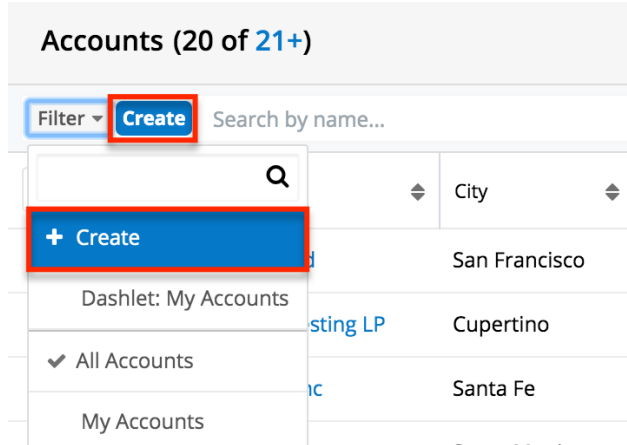 Accounts (20 of 21+)
Filter Create Search by name...
City
+ Create
San Francisco
Dashlet: My Accounts
sting LP Cupertino
All Accounts
Santa Fe
My Accounts